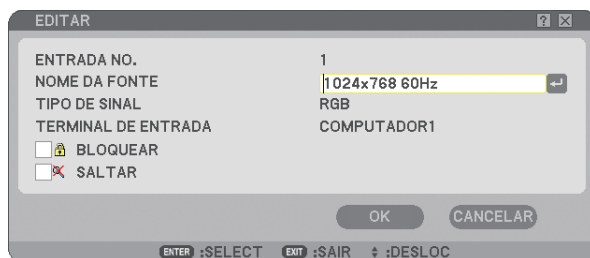 EDITAR
ENTRADA NO. 1
NOME DA FONTE 1024x768 60Hz
TIPO DE SINAL RGB
TERMINAL DE ENTRADA COMPUTADOR1
BLOQUEAR
SALTAR
OK CANCELAR
ENTER :SELECT EXIT :SAIR :DESLOC